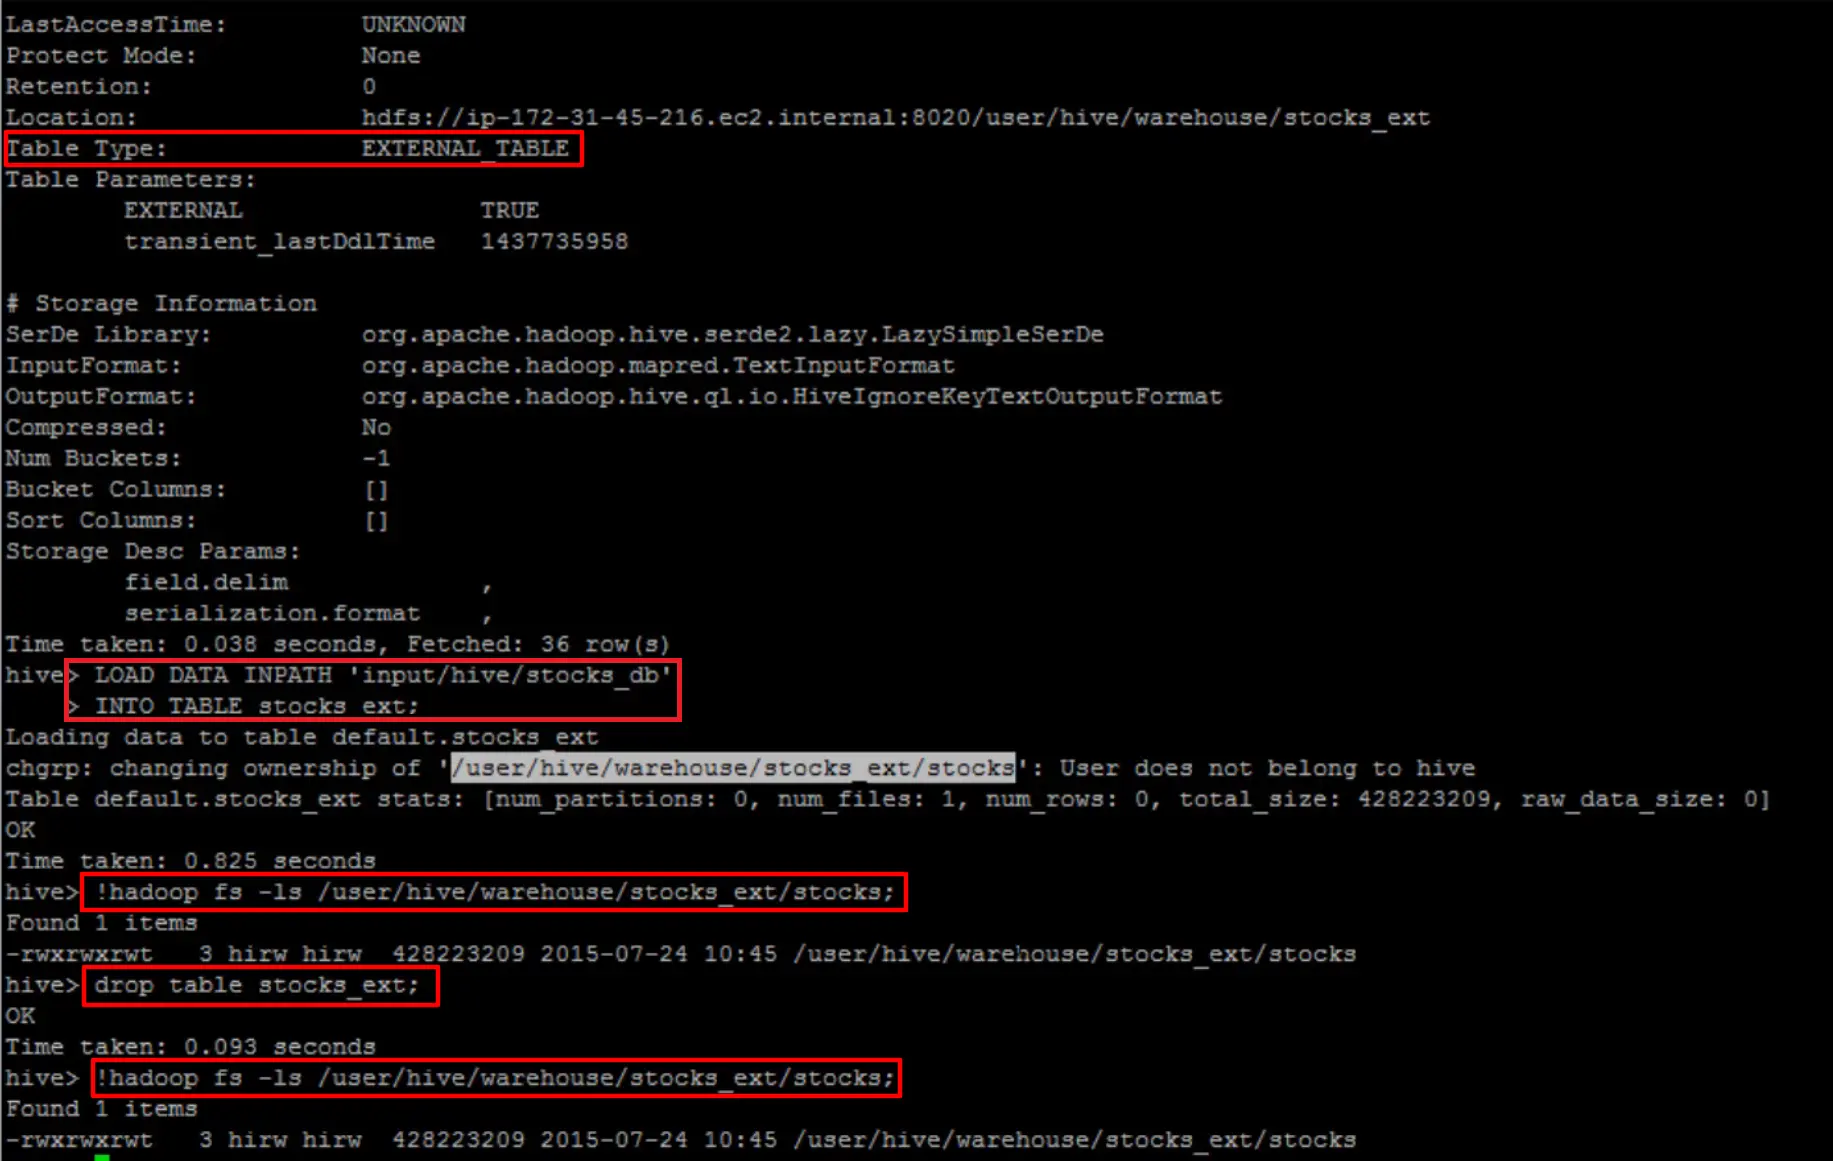 LastAccessTime: UNKNOWN
Protect Mode: None
Retention: 0
Location: hdfs://ip-172-31-45-216.ec2.internal:8020/user/hive/warehouse/stocks_ext
Table Type: EXTERNAL_TABLE
Table Parameters:
EXTERNAL TRUE
transient_lastDdlTime 1437735958
# Storage Information
SerDe Library: org.apache.hadoop.hive.serde2.lazy.LazySimpleSerDe
InputFormat: org.apache.hadoop.mapred.TextInputFormat
OutputFormat: org.apache.hadoop.hive.ql.io.HiveIgnoreKeyTextOutputFormat
Compressed: No
Num Buckets: -1
Bucket Columns: []
Sort Columns: []
Storage Desc Params:
field.delim ,
serialization.format ,
Time taken: 0.038 seconds, Fetched: 36 row(s)
hive> LOAD DATA INPATH 'input/hive/stocks_db'
> INTO TABLE stocks_ext;
Loading data to table default.stocks_ext
chgrp: changing ownership of '/user/hive/warehouse/stocks_ext/stocks': User does not belong to hive
Table default.stocks_ext stats: [num_partitions: 0, num_files: 1, num_rows: 0, total_size: 428223209, raw_data_size: 0]
OK
Time taken: 0.825 seconds
hive> !hadoop fs -ls /user/hive/warehouse/stocks_ext/stocks;
Found 1 items
-rwxrwxrwt 3 hirw hirw 428223209 2015-07-24 10:45 /user/hive/warehouse/stocks_ext/stocks
hive> drop table stocks_ext;
OK
Time taken: 0.093 seconds
hive> !hadoop fs -ls /user/hive/warehouse/stocks_ext/stocks;
Found 1 items
-rwxrwxrwt 3 hirw hirw 428223209 2015-07-24 10:45 /user/hive/warehouse/stocks_ext/stocks